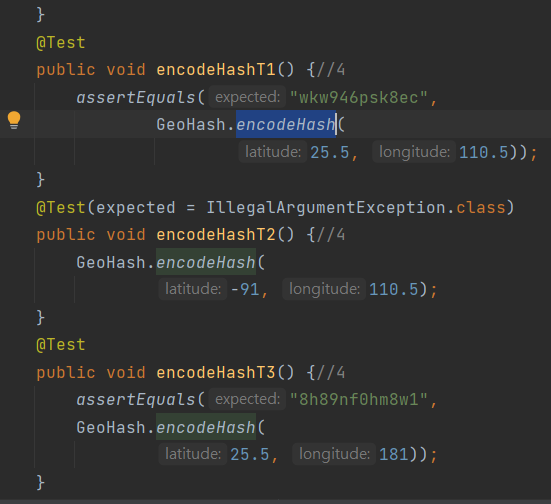 }
@Test
public void encodeHashT1() {//4
assertEquals( expected: "wkw946psk8ec",
GeoHash.encodeHash(
latitude: 25.5, longitude: 110.5));
}
@Test(expected = IllegalArgumentException.class)
public void encodeHashT2() {//4
GeoHash.encodeHash(
latitude: -91, longitude: 110.5);
}
@Test
public void encodeHashT3() {//4
assertEquals( expected: "8h89nf0hm8w1",
GeoHash.encodeHash(
latitude: 25.5, longitude: 181));
}